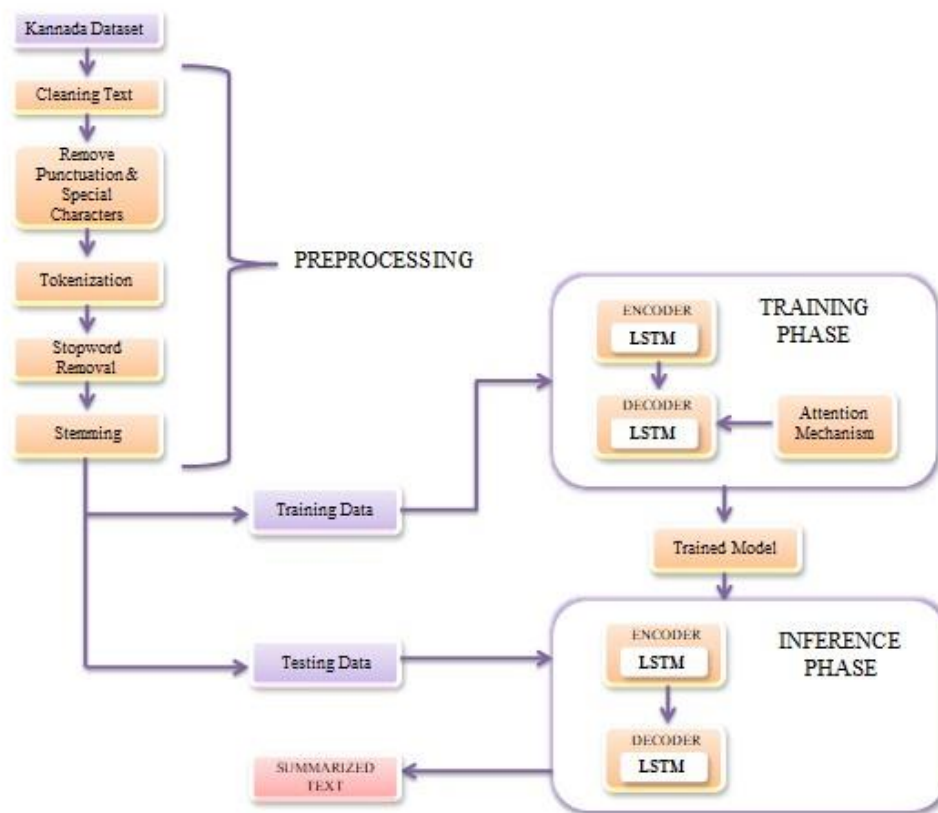 Kannada Dataset
Cleaning Text
Remove
Punctuation &
Special
Characters
Tokenization
Stopword
Removal
Stemming
PREPROCESSING
Training Data
Testing Data
SUMMARIZED
TEXT
TRAINING
PHASE
ENCODER
LSTM
DECODER
LSTM
Attention
Mechanism
Trained Model
INFERENCE
PHASE
ENCODER
LSTM
DECODER
LSTM